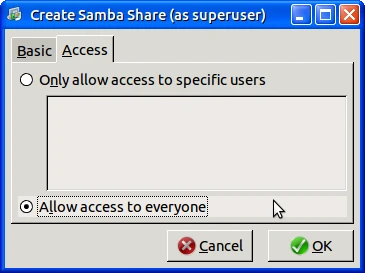 Create Samba Share (as superuser)
Basic Access
Only allow access to specific users
Allow access to everyone
Cancel OK